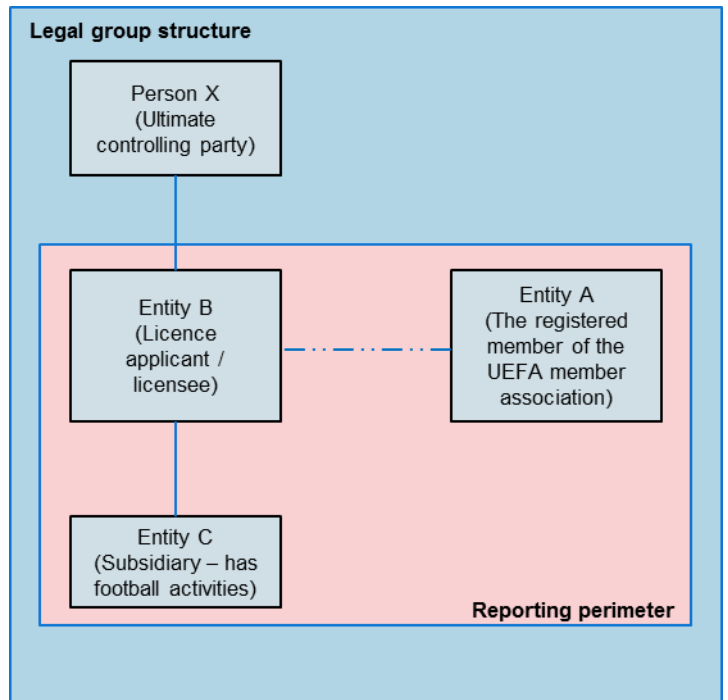 Legal group structure
Person X
(Ultimate
controlling party)
Entity B
(Licence
applicant /
licensee)
Entity A
(The registered
member of the
UEFA member
association)
Entity C
(Subsidiary – has
football activities)
Reporting perimeter